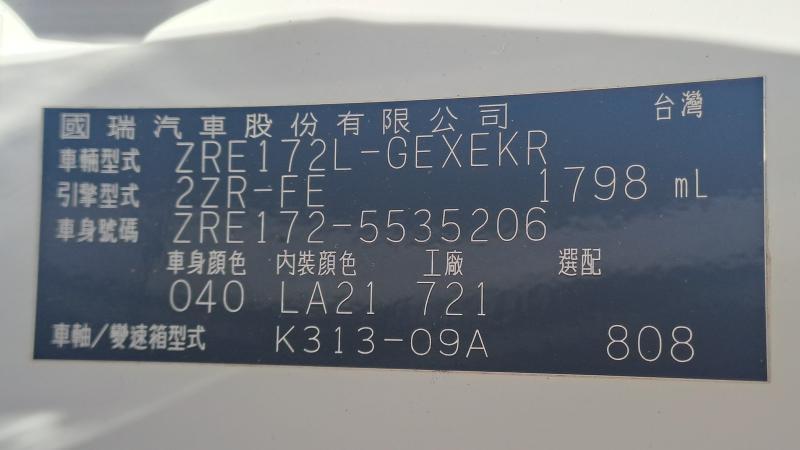 國瑞汽車股份有限公司 台灣
車輛型式 ZRE172L-GEXEKR
引擎型式 2ZR-FE 1798 mL
車身號碼 ZRE172-5535206
車身顏色 內裝顏色 工廠 選配
040 LA21 721
車軸/變速箱型式 K313-09A 808